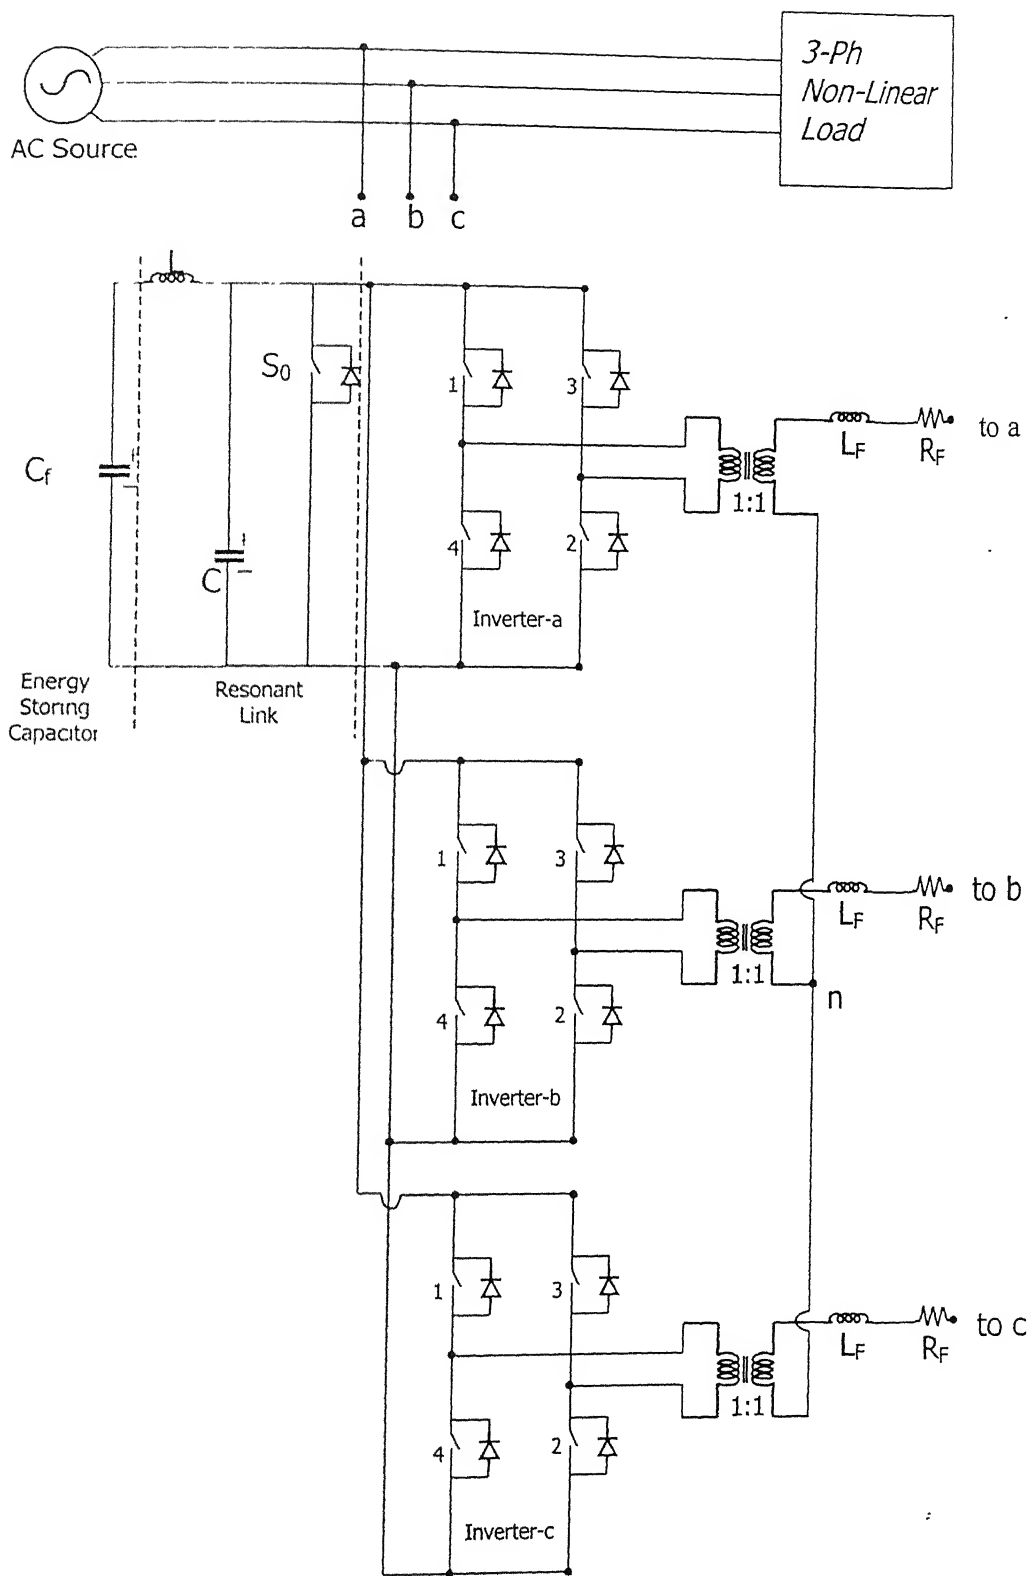 3-Ph
Non-Linear
Load
AC Source
a b c
L
S0
1
3
Cf
to a
LF
RF
1:1
4
2
C
Inverter-a
Energy
Storing
Capacitor
Resonant
Link
1
3
to b
LF
RF
1:1
n
4
2
Inverter-b
1
3
to c
LF
RF
1:1
4
2
Inverter-c